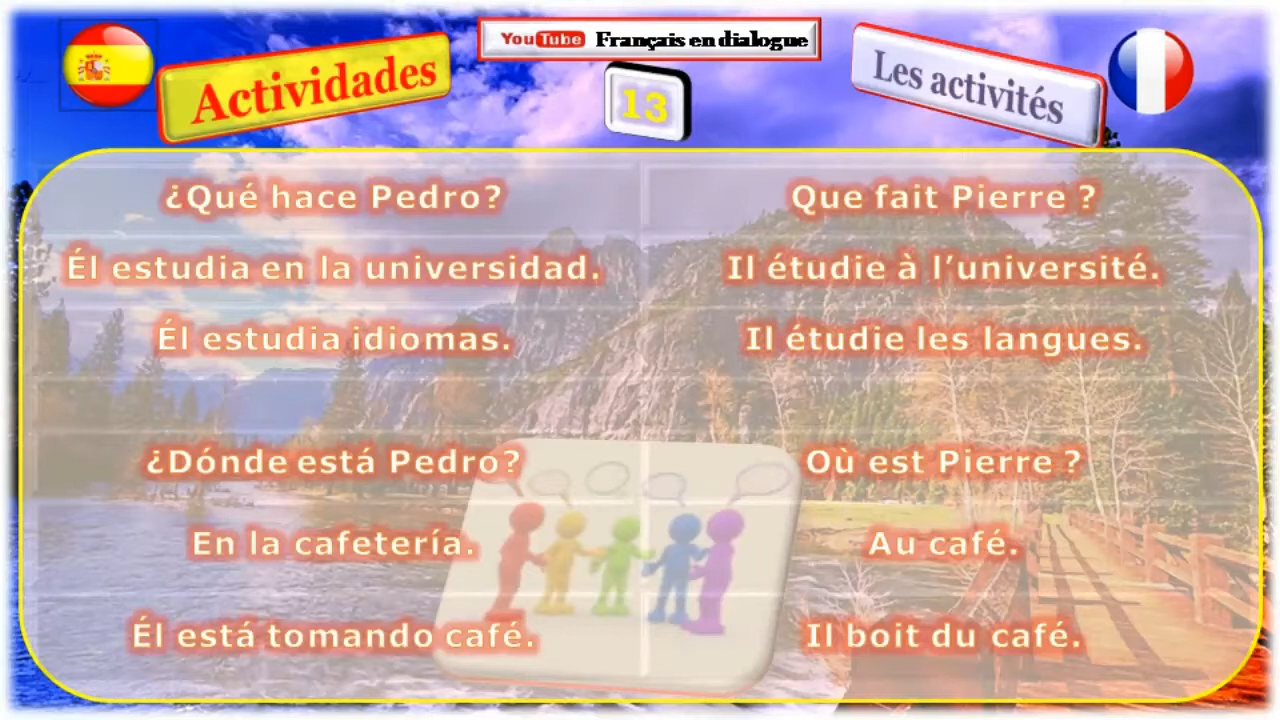 YouTube Français en dialogue
Actividades
13
Les activités
¿Qué hace Pedro?
Que fait Pierre ?
Él estudia en la universidad.
Il étudie à l’université.
Él estudia idiomas.
Il étudie les langues.
¿Dónde está Pedro?
Où est Pierre ?
En la cafetería.
Au café.
Él está tomando café.
Il boit du café.